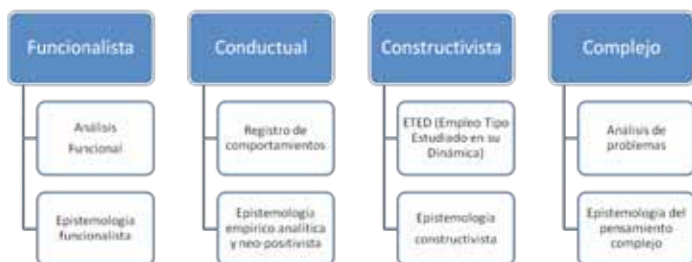 Funcionalista
Análisis
Funcional
Epistemología
funcionalista
Conductual
Registro de
comportamientos
Epistemología
empírico analítica
y neo-positivista
Constructivista
ETED (Empleo Tipo
Estudiado en su
Dinámica)
Epistemología
constructivista
Complejo
Análisis de
problemas
Epistemología del
pensamiento
complejo